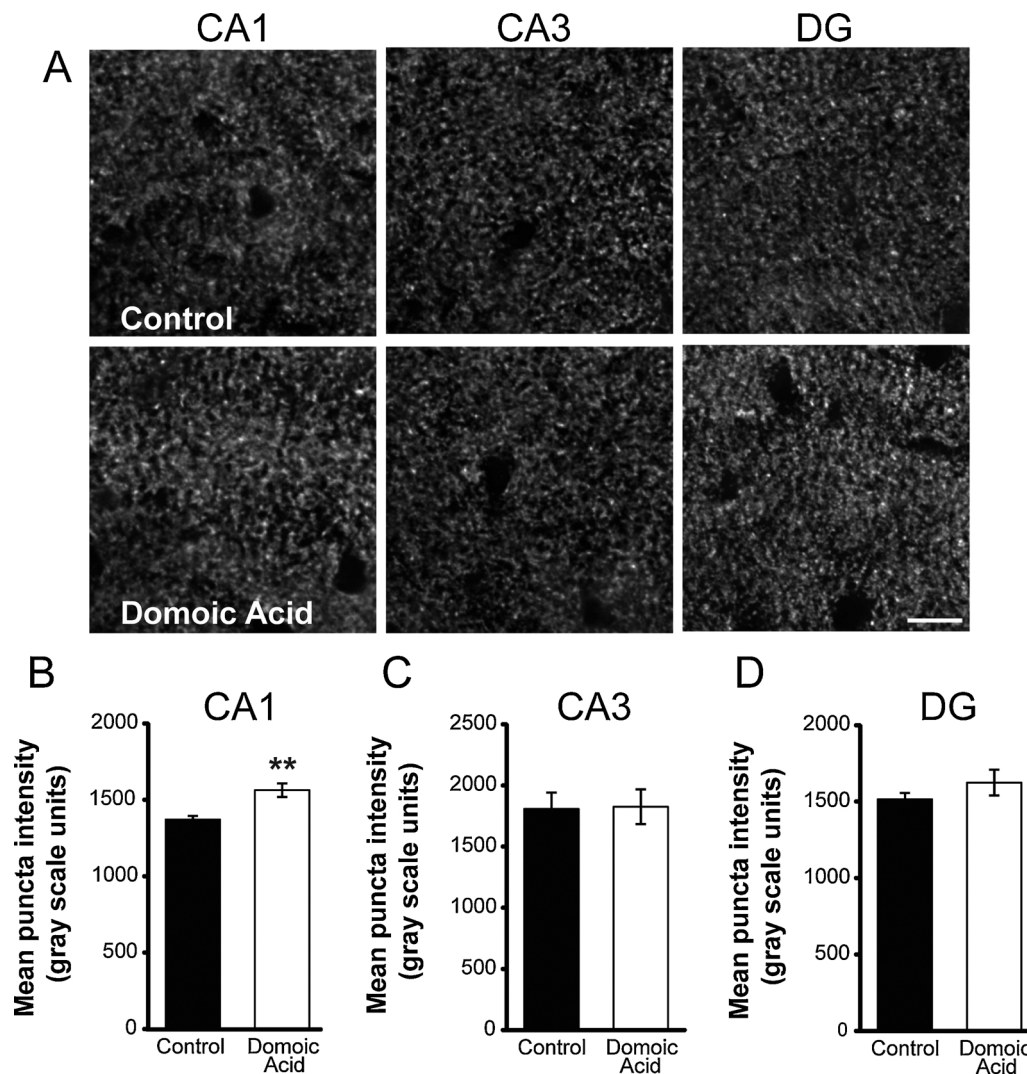 CA1 CA3 DG
A
Control
Domoic Acid
B C D
CA1 CA3 DG
Mean puncta intensity
(gray scale units)
2000
1500
1000
500
0
**
Control Domoic
Acid
Mean puncta intensity
(gray scale units)
2500
2000
1500
1000
500
0
Control Domoic
Acid
Mean puncta intensity
(gray scale units)
2000
1500
1000
500
0
Control Domoic
Acid